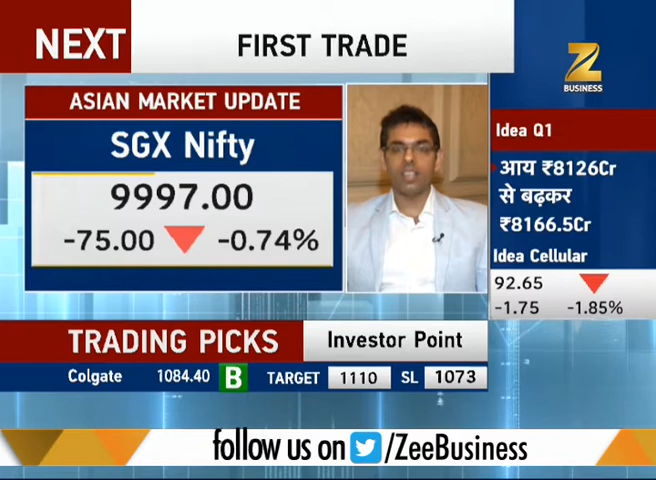 NEXT
FIRST TRADE
Z
BUSINESS
ASIAN MARKET UPDATE
SGX Nifty
9997.00
-75.00 -0.74%
Idea Q1
आय ₹8126Cr
से बढ़कर
₹8166.5Cr
Idea Cellular
92.65
-1.75 -1.85%
TRADING PICKS Investor Point
Colgate 1084.40 B TARGET 1110 SL 1073
follow us on /ZeeBusiness